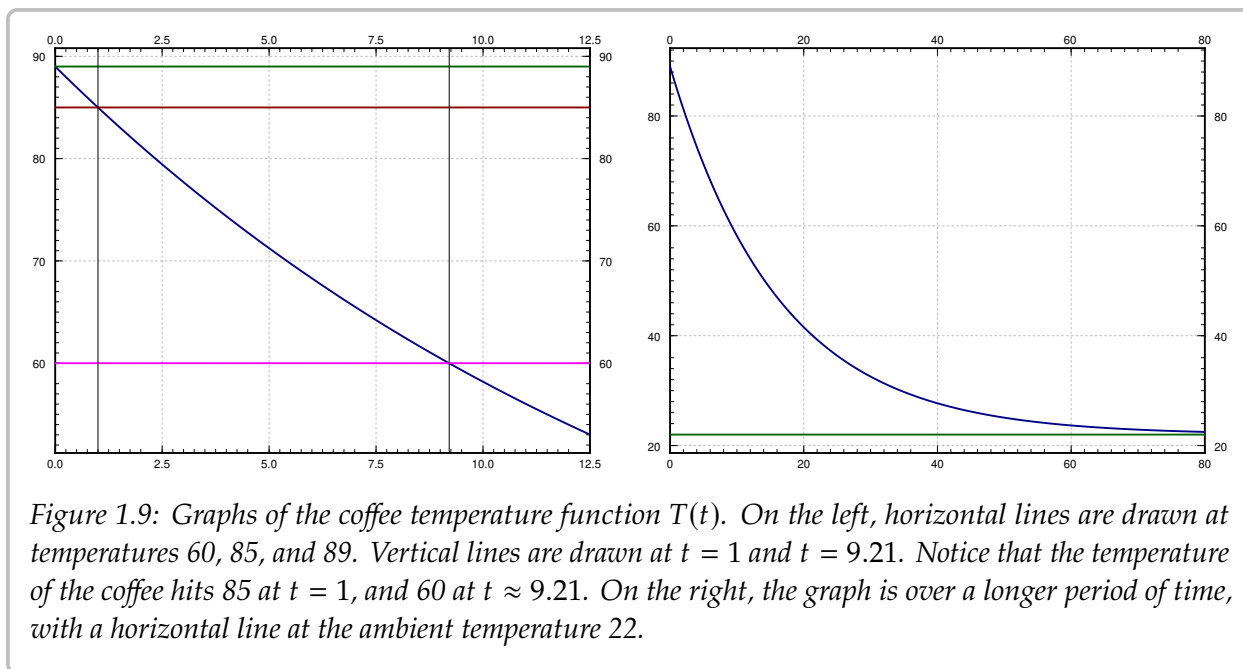 0.0 2.5 5.0 7.5 10.0 12.5
90 90
80 80
70 70
60 60
0.0 2.5 5.0 7.5 10.0 12.5
0 20 40 60 80
80 80
60 60
40 40
20 20
0 20 40 60 80
Figure 1.9: Graphs of the coffee temperature function T(t). On the left, horizontal lines are drawn at
temperatures 60, 85, and 89. Vertical lines are drawn at t = 1 and t = 9.21. Notice that the temperature
of the coffee hits 85 at t = 1, and 60 at t ≈ 9.21. On the right, the graph is over a longer period of time,
with a horizontal line at the ambient temperature 22.